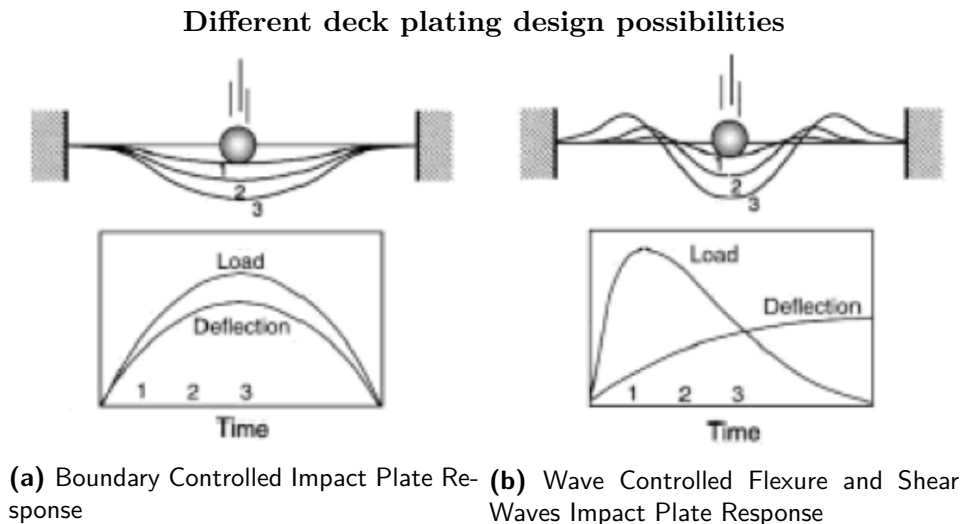 Different deck plating design possibilities
1
2
3
1
2
3
Load
Deflection
1 2 3
Time
Load
Deflection
1 2 3
Time
(a) Boundary Controlled Impact Plate Re-
sponse
(b) Wave Controlled Flexure and Shear
Waves Impact Plate Response